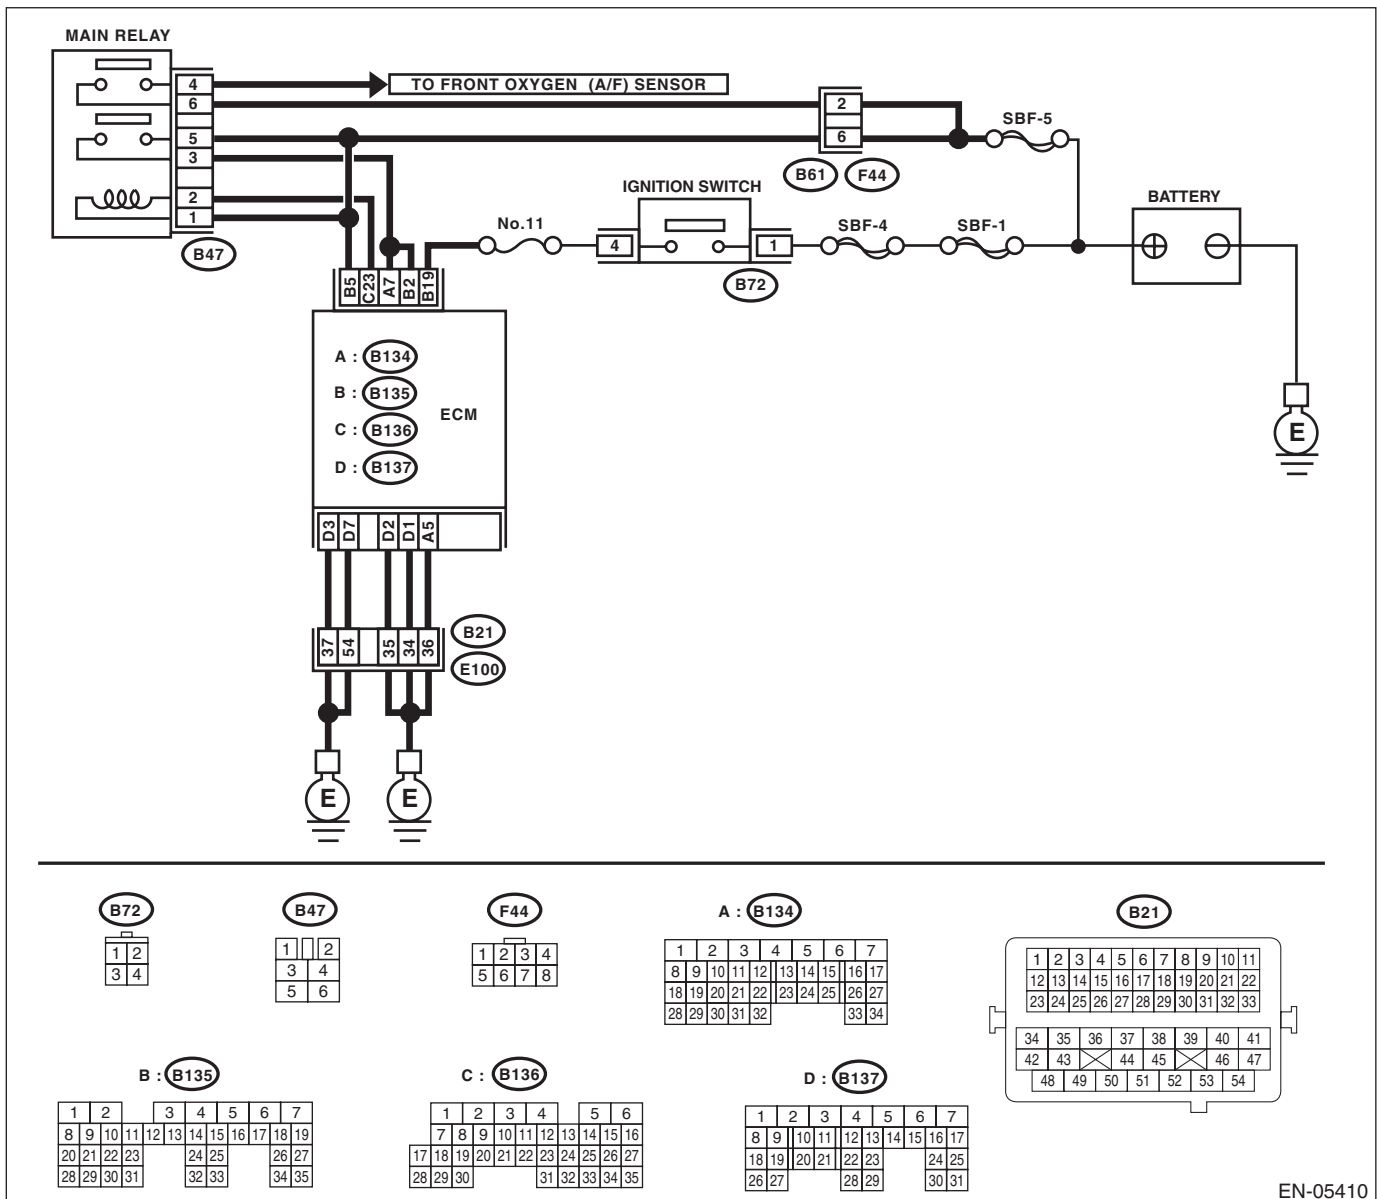 MAIN RELAY
4
6
5
3
2
1
B47
TO FRONT OXYGEN (A/F) SENSOR
2
6
B61
F44
SBF-5
IGNITION SWITCH
BATTERY
No.11
4
1
B72
SBF-4
SBF-1
E
B5
C23
A7
B2
B19
A : B134
B : B135
C : B136
D : B137
ECM
D3
D7
D2
D1
A5
37
54
35
34
36
B21
E100
E
E
B72
1 2
3 4
B47
1 2
3 4
5 6
F44
1 2 3 4
5 6 7 8
A : B134
1 2 3 4 5 6 7
8 9 10 11 12 13 14 15 16 17
18 19 20 21 22 23 24 25 26 27
28 29 30 31 32 33 34
B21
1 2 3 4 5 6 7 8 9 10 11
12 13 14 15 16 17 18 19 20 21 22
23 24 25 26 27 28 29 30 31 32 33
34 35 36 37 38 39 40 41
42 43 44 45 46 47
48 49 50 51 52 53 54
B : B135
1 2 3 4 5 6 7
8 9 10 11 12 13 14 15 16 17 18 19
20 21 22 23 24 25 26 27
28 29 30 31 32 33 34 35
C : B136
1 2 3 4 5 6
7 8 9 10 11 12 13 14 15 16
17 18 19 20 21 22 23 24 25 26 27
28 29 30 31 32 33 34 35
D : B137
1 2 3 4 5 6 7
8 9 10 11 12 13 14 15 16 17
18 19 20 21 22 23 24 25
26 27 28 29 30 31
EN-05410